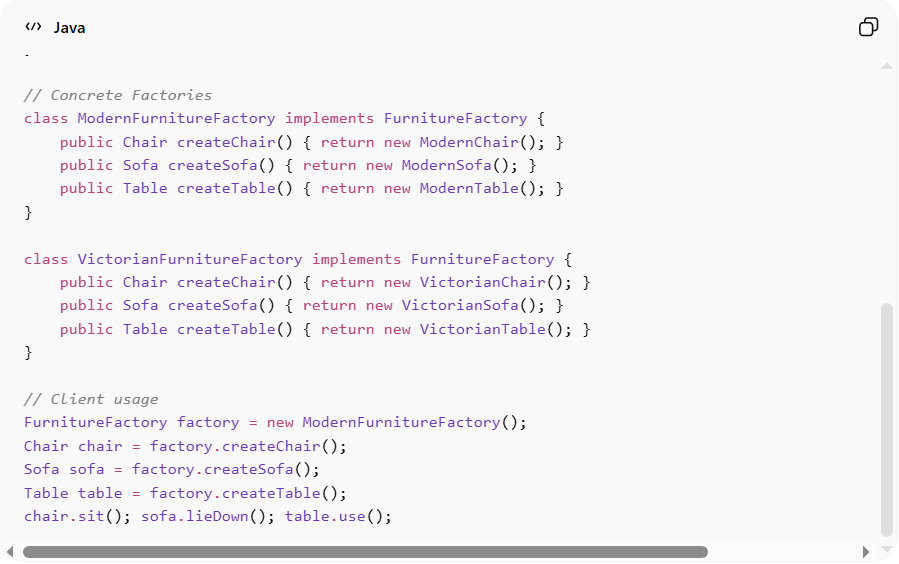 </> Java
// Concrete Factories
class ModernFurnitureFactory implements FurnitureFactory {
    public Chair createChair() { return new ModernChair(); }
    public Sofa createSofa() { return new ModernSofa(); }
    public Table createTable() { return new ModernTable(); }
}

class VictorianFurnitureFactory implements FurnitureFactory {
    public Chair createChair() { return new VictorianChair(); }
    public Sofa createSofa() { return new VictorianSofa(); }
    public Table createTable() { return new VictorianTable(); }
}

// Client usage
FurnitureFactory factory = new ModernFurnitureFactory();
Chair chair = factory.createChair();
Sofa sofa = factory.createSofa();
Table table = factory.createTable();
chair.sit(); sofa.lieDown(); table.use();